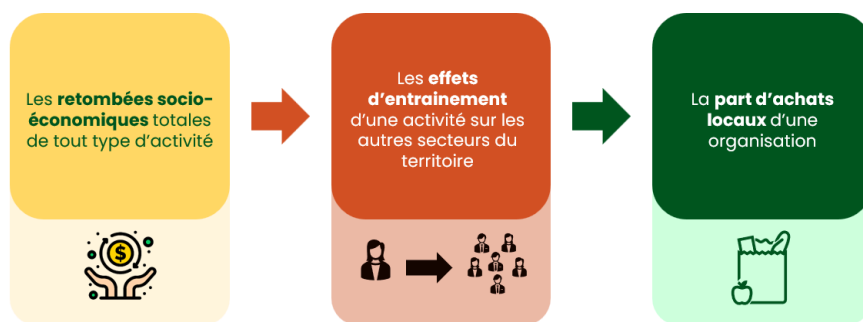 Les retombées socio-
économiques totales
de tout type d'activité
Les effets
d'entrainement
d'une activité sur les
autres secteurs du
territoire
La part d'achats
locaux d'une
organisation
$